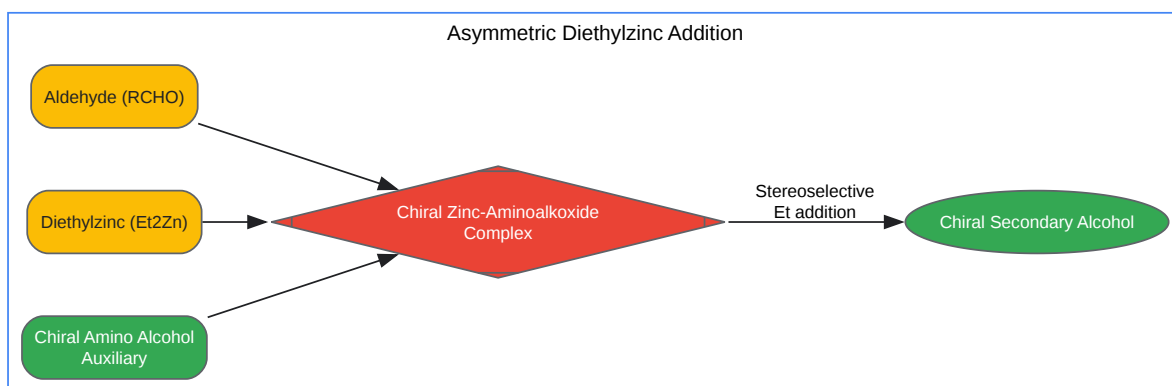 Asymmetric Diethylzinc Addition
Aldehyde (RCHO)
Diethylzinc (Et2Zn)
Chiral Amino Alcohol
Auxiliary
Chiral Zinc-Aminoalkoxide
Complex
Stereoselective
Et addition
Chiral Secondary Alcohol